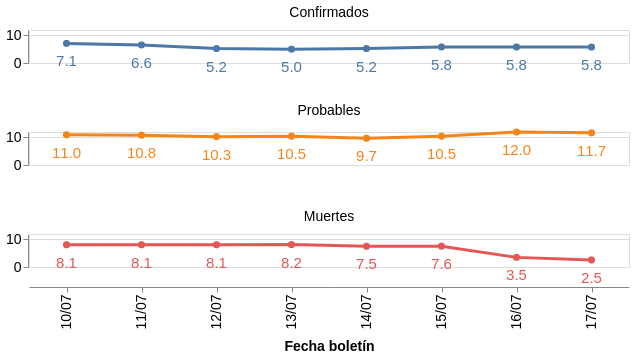 Confirmados
10
0
7.1 6.6 5.2 5.0 5.2 5.8 5.8 5.8
Probables
10
0
11.0 10.8 10.3 10.5 9.7 10.5 12.0 11.7
Muertes
10
0
8.1 8.1 8.1 8.2 7.5 7.6 3.5 2.5
10/07 11/07 12/07 13/07 14/07 15/07 16/07 17/07
Fecha boletín